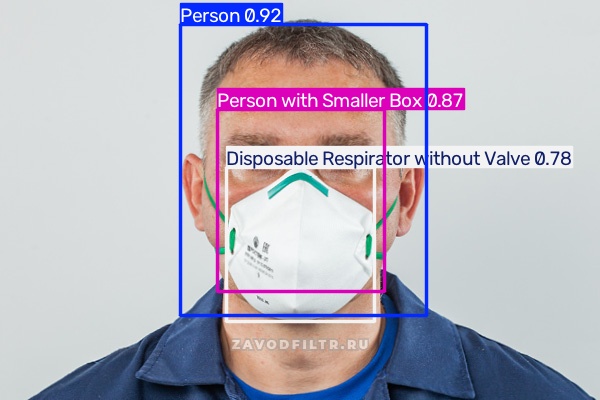 Person 0.92
Person with Smaller Box 0.87
Disposable Respirator without Valve 0.78
ZAVODFILTR.RU